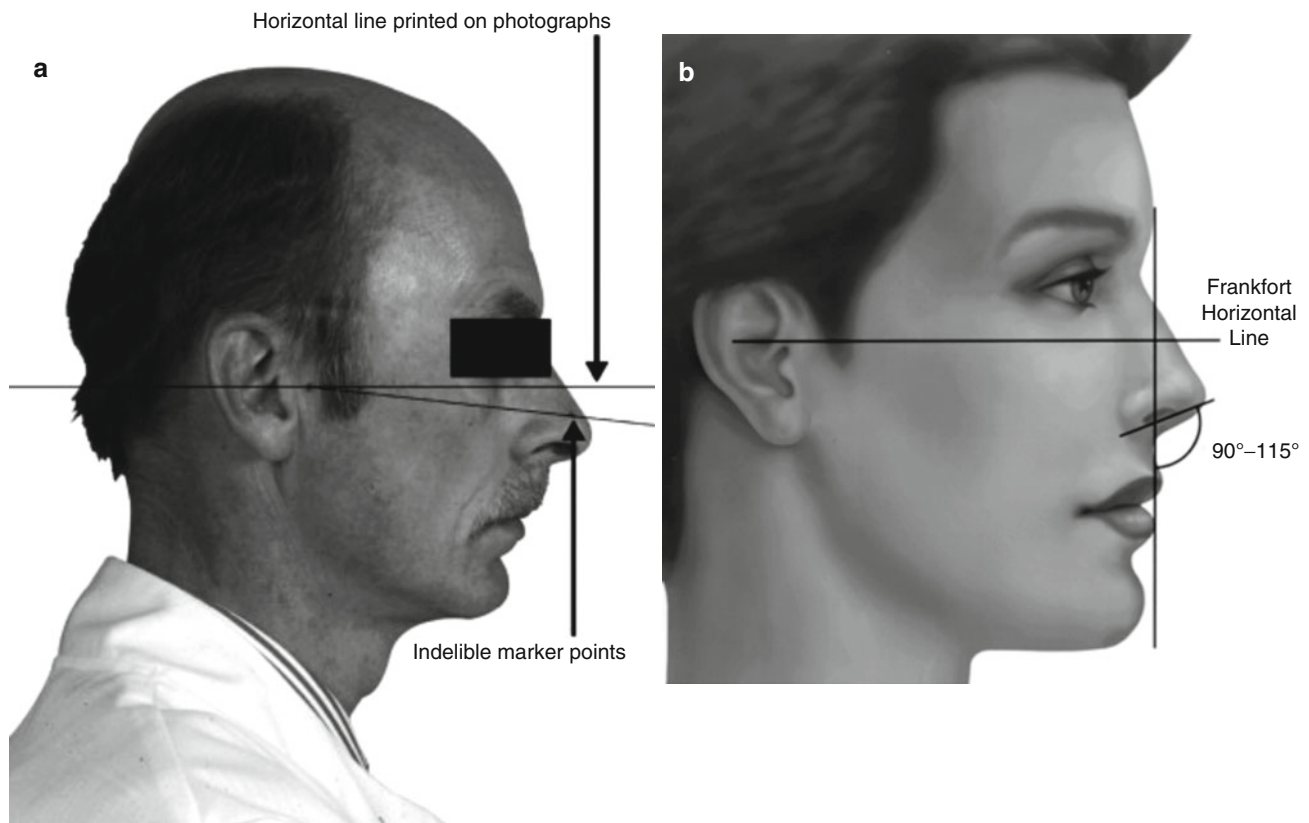 Horizontal line printed on photographs
a
b
Frankfort
Horizontal
Line
90°–115°
Indelible marker points